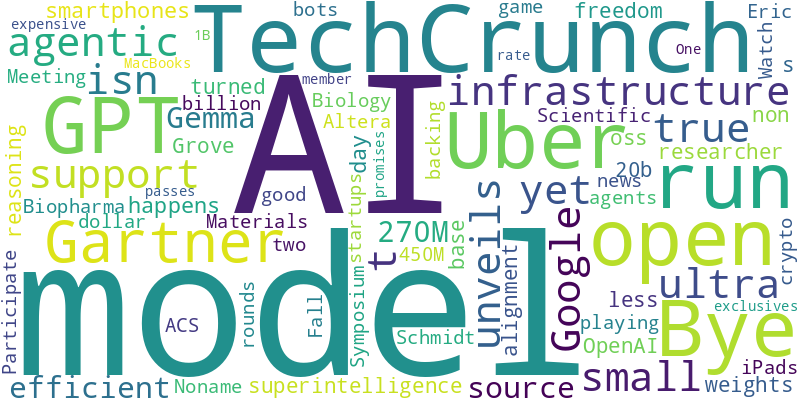 smartphones
bots
TechCrunch
game
freedom
Eric
expensive
1B
agentic
MacBooks
rate
One
Watch
s
Meeting
isn
turned
member
AI
infrastructure
GPT
billion
Biology
backing
Scientific
non
Gemma
Altera
Uber
true
Grove
day
promises
oss
researcher
reasoning
support
passes
good
yet
20b
news
run
Biopharma
happens
startups
agents
dollar
Materials
270M
unveils
Google
open
Gartner
two
t
450M
base
alignment
crypto
Participate
model
rounds
Fall
Symposium
ultra
less
Bye
exclusives
ACS
Schmidt
playing
OpenAI
iPads
small
efficient
Noname
superintelligence
source
weights